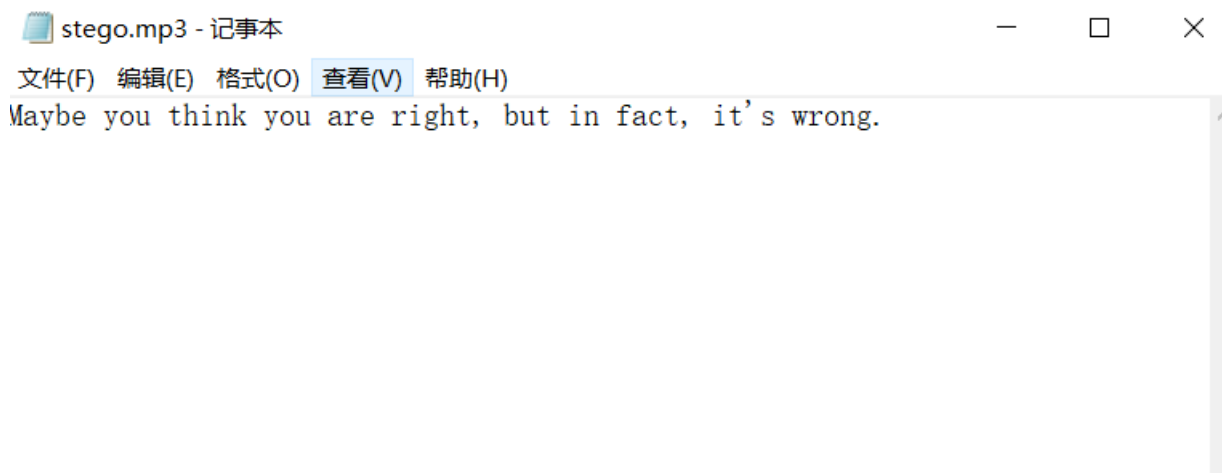 stego.mp3 - 记事本
文件(F) 编辑(E) 格式(O) 查看(V) 帮助(H)
Maybe you think you are right, but in fact, it's wrong.